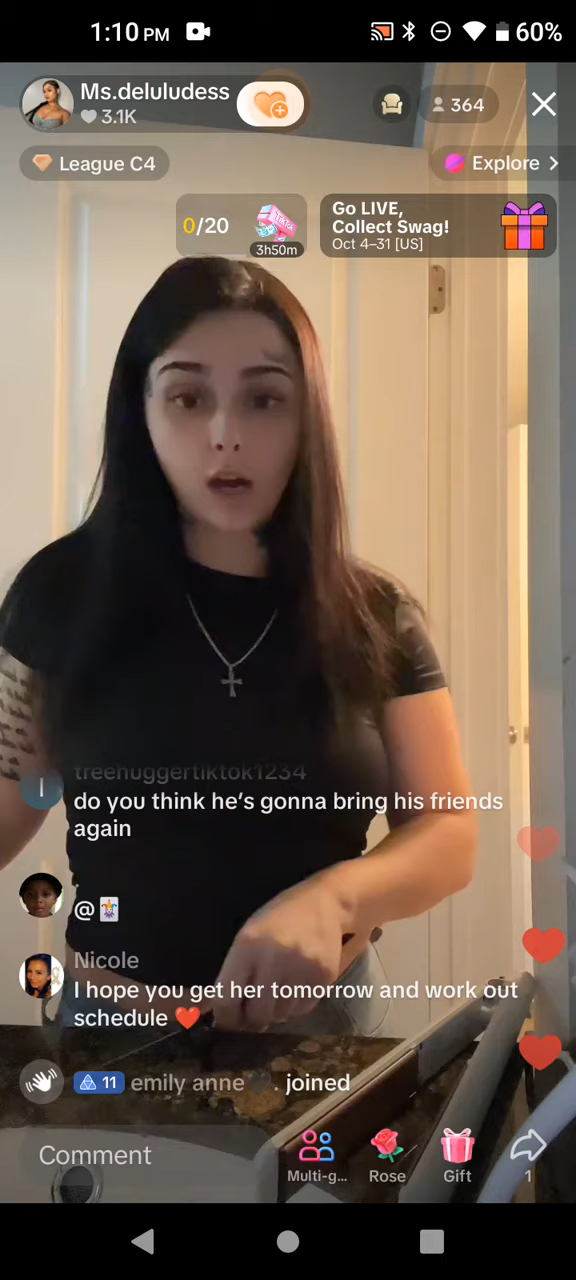 1:10 PM
60%
Ms.deluludess
3.1K
364
League C4
Explore >
0/20
TikTok
3h50m
Go LIVE,
Collect Swag!
Oct 4–31 [US]
treehuggertiktok1234
I
do you think he's gonna bring his friends
again
@🃏
Nicole
I hope you get her tomorrow and work out
schedule ❤️
11 emily anne . joined
Comment
Multi-g...
Rose
Gift
1